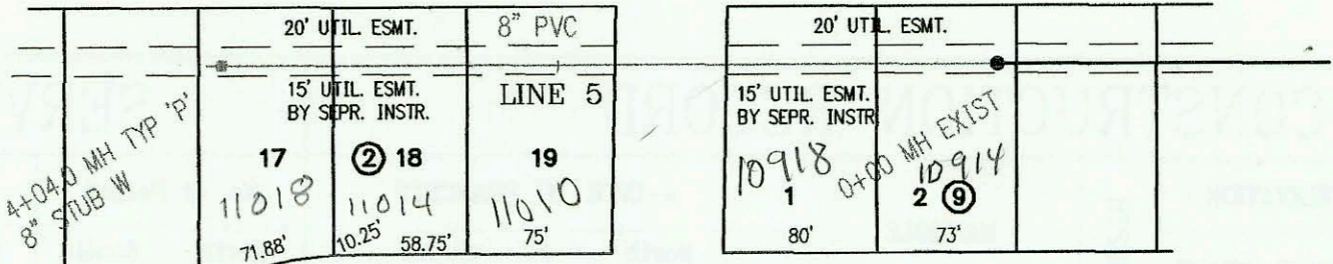 20' UTIL. ESMT.
8" PVC
20' UTIL. ESMT.
15' UTIL. ESMT.
BY SEPR. INSTR.
LINE 5
15' UTIL. ESMT.
BY SEPR. INSTR
4+04.0 MH TYP 'P'
8" STUB W
17
2
18
19
11018
11014
11010
71.88'
10.25'
58.75'
75'
0+00 MH EXIST
10918
10914
1
2
9
80'
73'